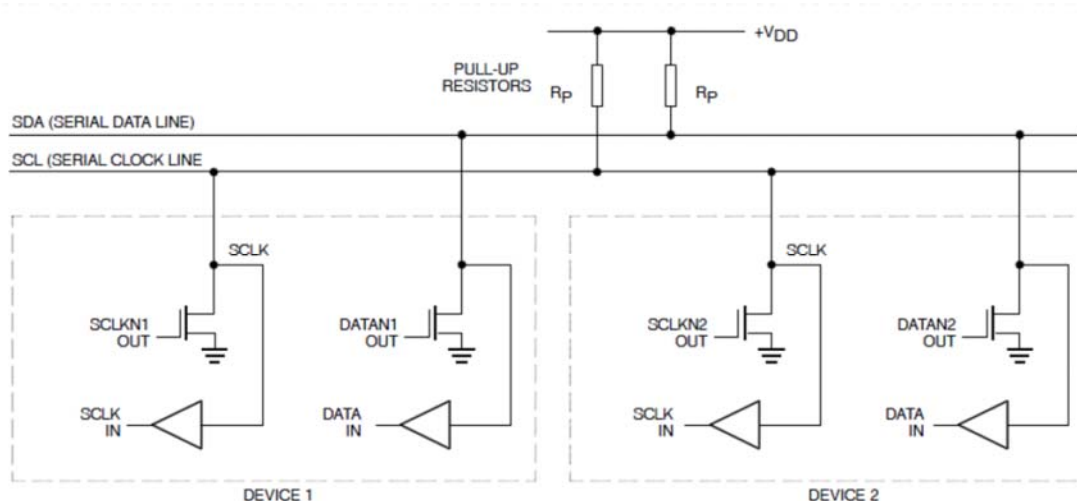 +VDD
PULL-UP
RESISTORS
RP
RP
SDA (SERIAL DATA LINE)
SCL (SERIAL CLOCK LINE
SCLK
SCLK
SCLKN1
OUT
DATAN1
OUT
SCLKN2
OUT
DATAN2
OUT
SCLK
IN
DATA
IN
SCLK
IN
DATA
IN
DEVICE 1
DEVICE 2